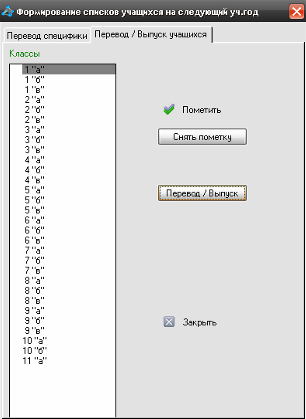 Формирование списков учащихся на следующий уч.год
Перевод специфики
Перевод / Выпуск учащихся
Классы
1 "а"
1 "б"
1 "в"
2 "а"
2 "б"
2 "в"
3 "а"
3 "б"
3 "в"
4 "а"
4 "б"
4 "в"
5 "а"
5 "б"
5 "в"
6 "а"
6 "б"
6 "в"
7 "а"
7 "б"
7 "в"
8 "а"
8 "б"
8 "в"
9 "а"
9 "б"
9 "в"
10 "а"
10 "б"
11 "а"
Пометить
Снять пометку
Перевод / Выпуск
Закрыть